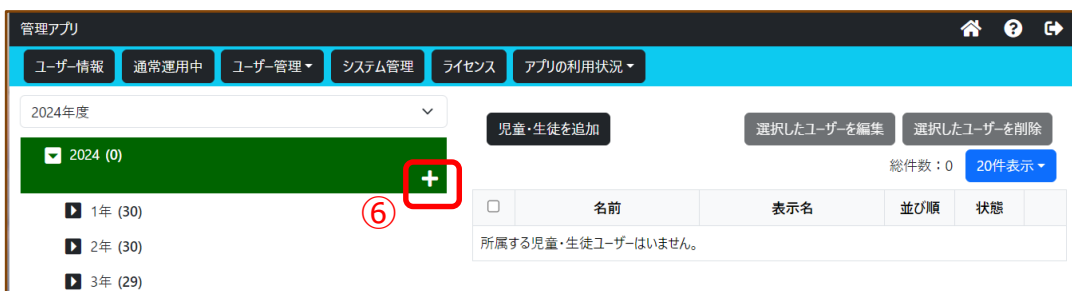 管理アプリ
ユーザー情報 通常運用中 ユーザー管理 システム管理 ライセンス アプリの利用状況
2024年度
児童・生徒を追加 選択したユーザーを編集 選択したユーザーを削除
2024 (0)
総件数：0 20件表示
⑥
1年 (30)
名前 表示名 並び順 状態
2年 (30)
所属する児童・生徒ユーザーはいません。
3年 (29)